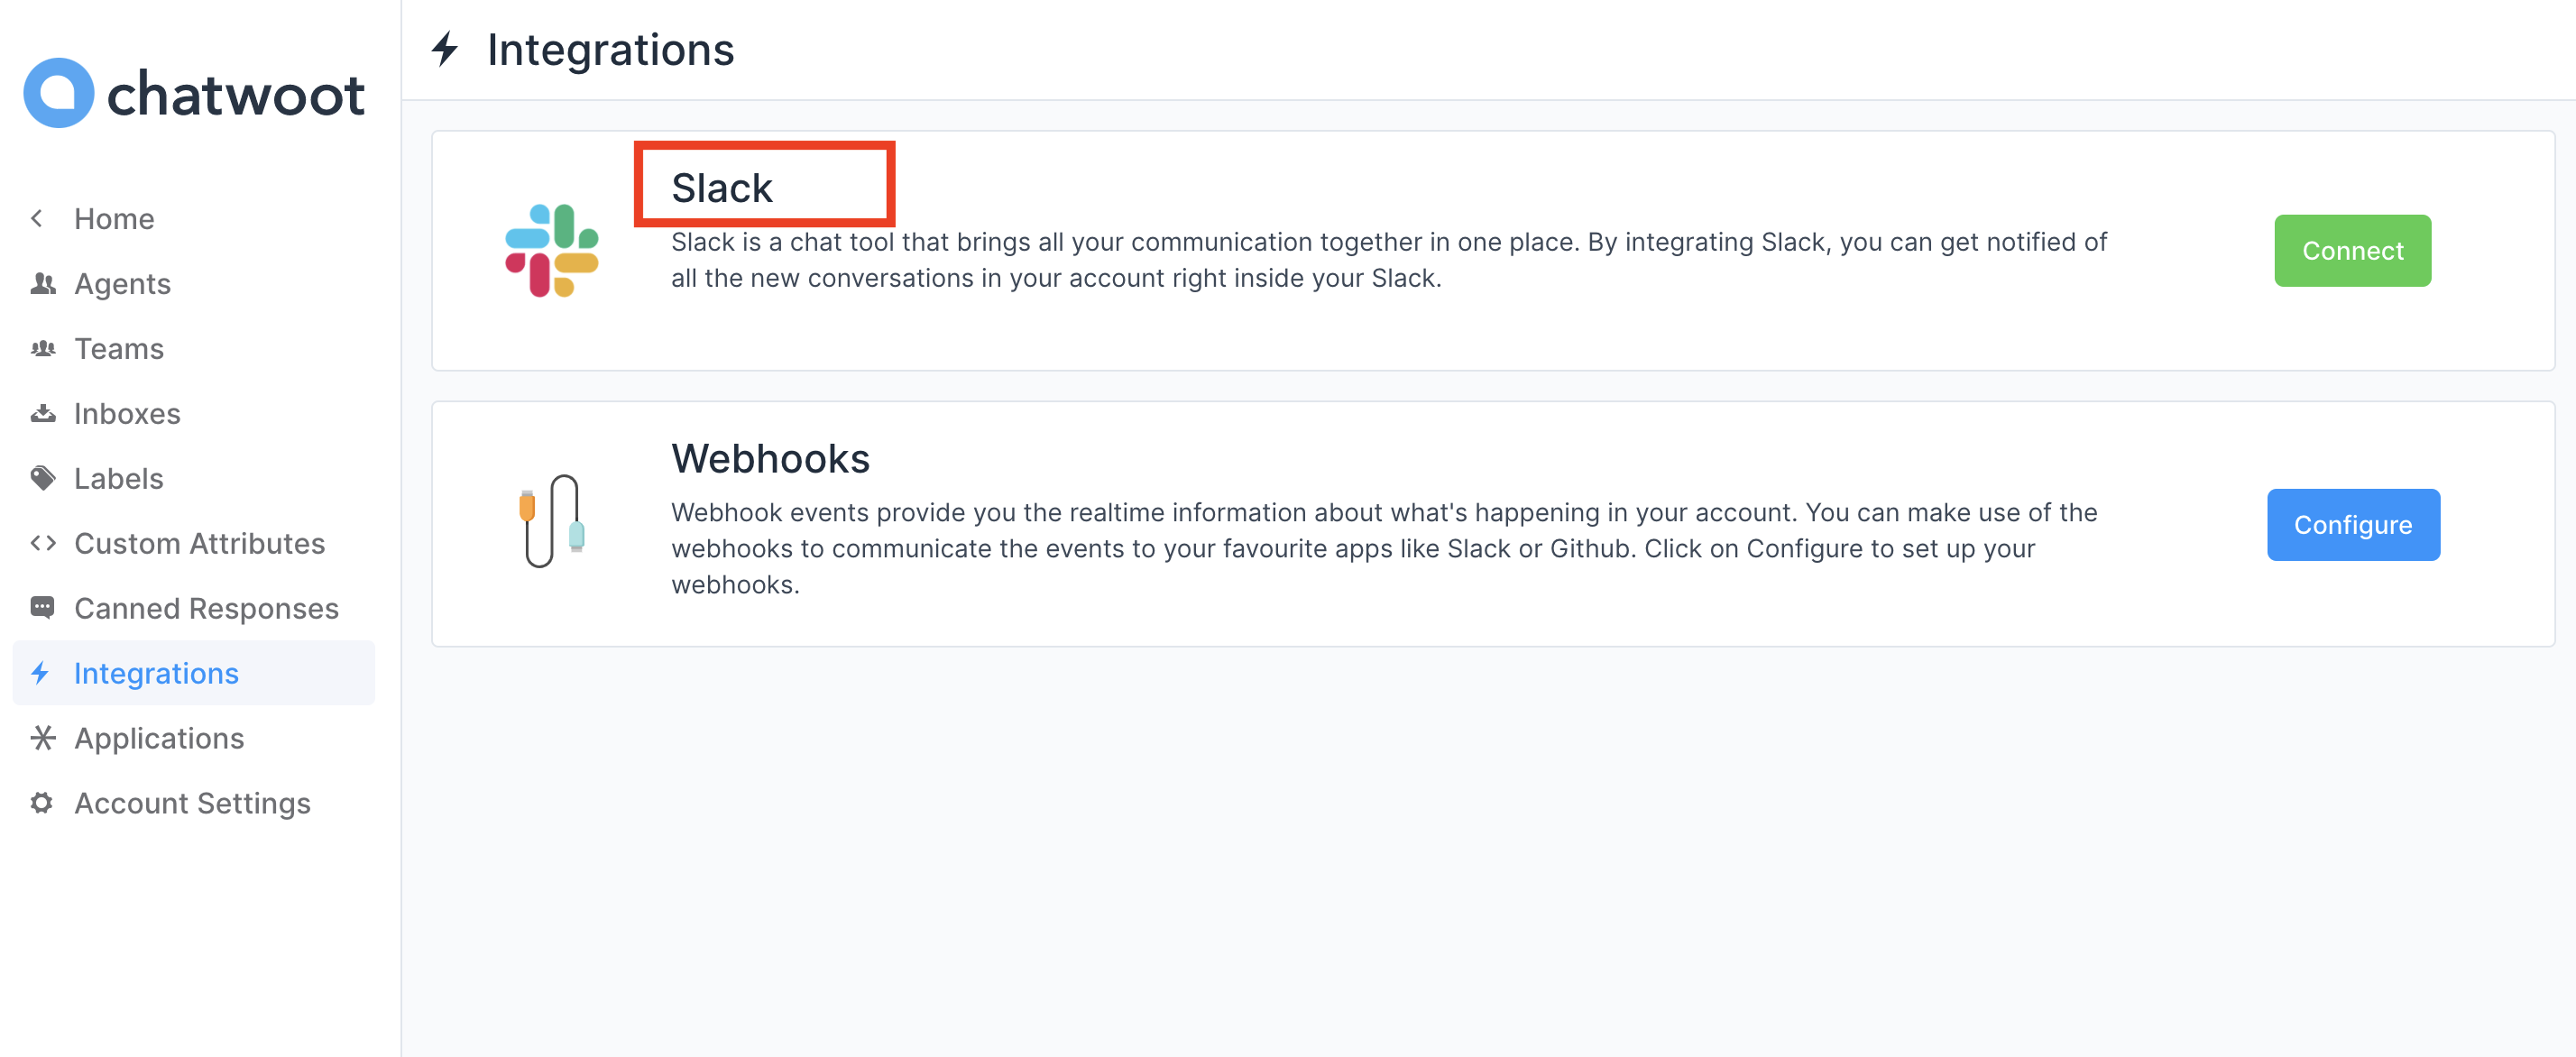 chatwoot
Home
Agents
Teams
Inboxes
Labels
Custom Attributes
Canned Responses
Integrations
Applications
Account Settings
Integrations
Slack
Slack is a chat tool that brings all your communication together in one place. By integrating Slack, you can get notified of
all the new conversations in your account right inside your Slack.
Connect
Webhooks
Webhook events provide you the realtime information about what's happening in your account. You can make use of the
webhooks to communicate the events to your favourite apps like Slack or Github. Click on Configure to set up your
webhooks.
Configure